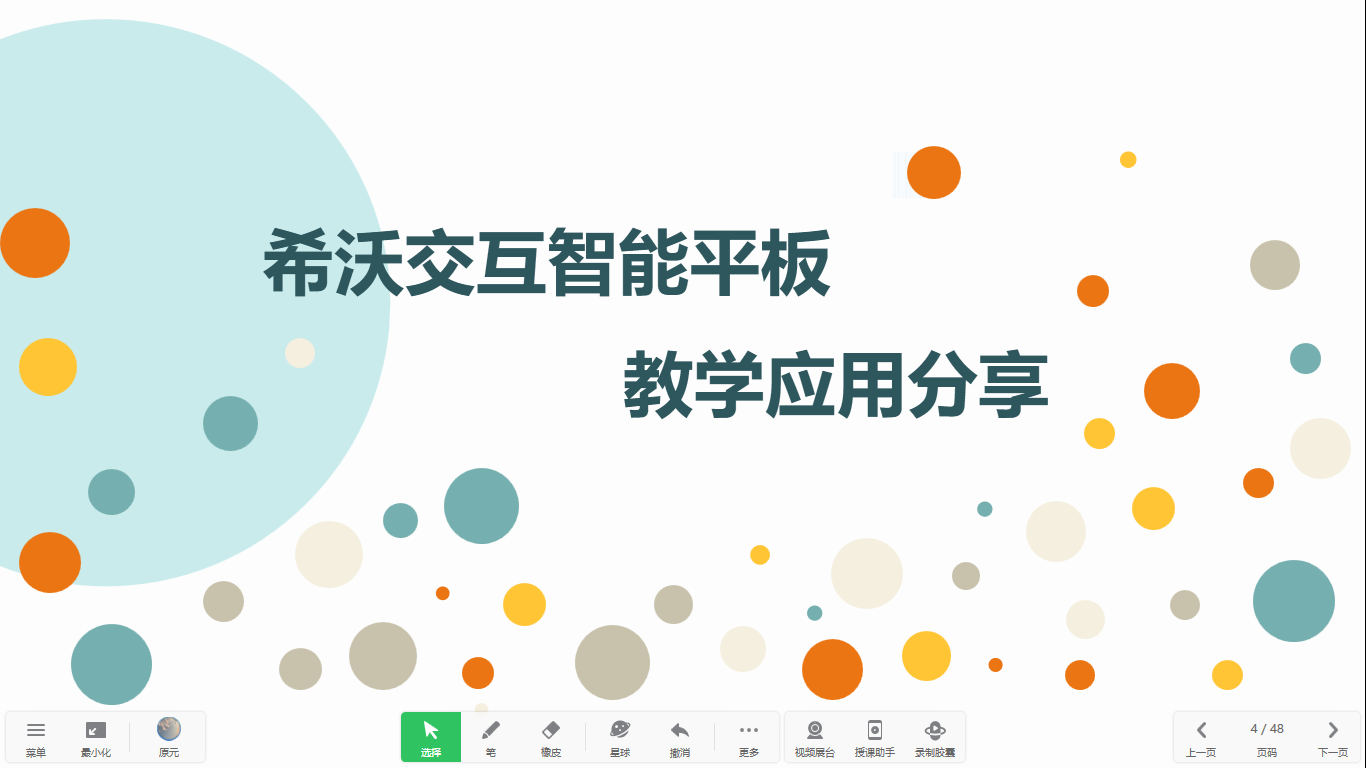 希沃交互智能平板
教学应用分享
菜单 最小化 原元 选择 笔 橡皮 星球 撤消 更多 视频展台 授课助手 录制胶囊 上一页 4 / 48 页码 下一页